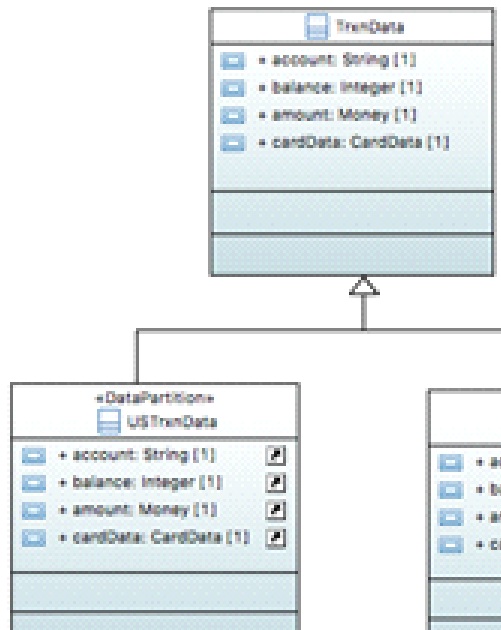 TrxnData
+ account: String [1]
+ balance: Integer [1]
+ amount: Money [1]
+ cardData: CardData [1]
«DataPartition»
USTrxnData
+ account: String [1]
+ balance: Integer [1]
+ amount: Money [1]
+ cardData: CardData [1]
+ a
+ b
+ a
+ c